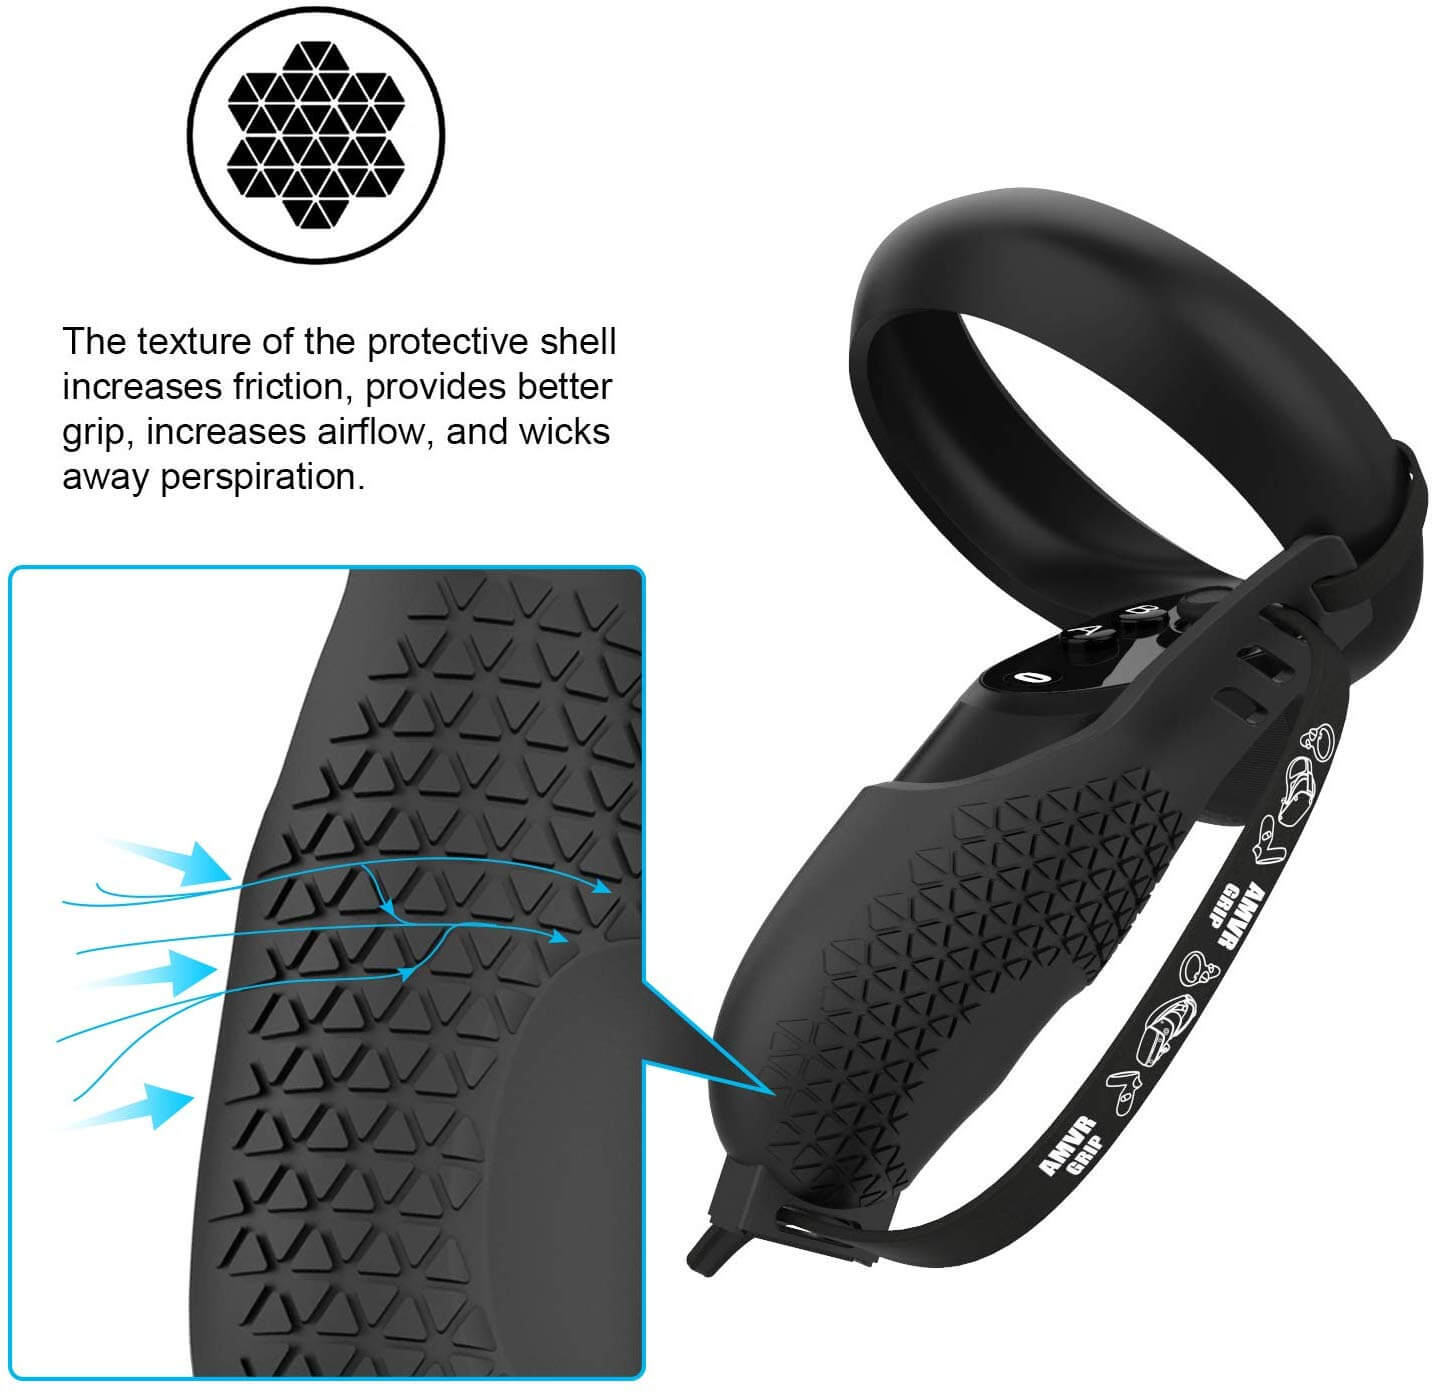 The texture of the protective shell
increases friction, provides better
grip, increases airflow, and wicks
away perspiration.
B
A
AMVR
GRIP
AMVR
GRIP